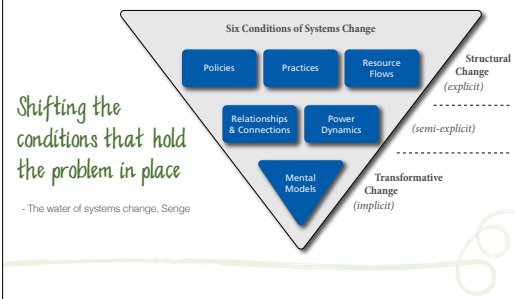 Six Conditions of Systems Change
Policies
Practices
Resource
Flows
Structural
Change
(explicit)
Relationships
& Connections
Power
Dynamics
(semi-explicit)
Mental
Models
Transformative
Change
(implicit)
Shifting the
conditions that hold
the problem in place
- The water of systems change, Senge